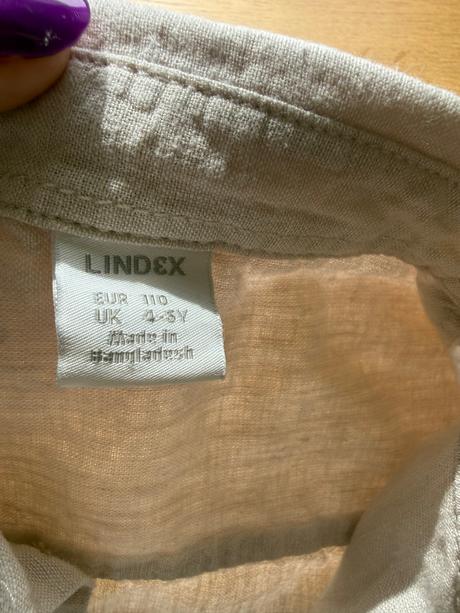 LINDEX
EUR 110
UK 4-5Y
Made in
Bangladesh